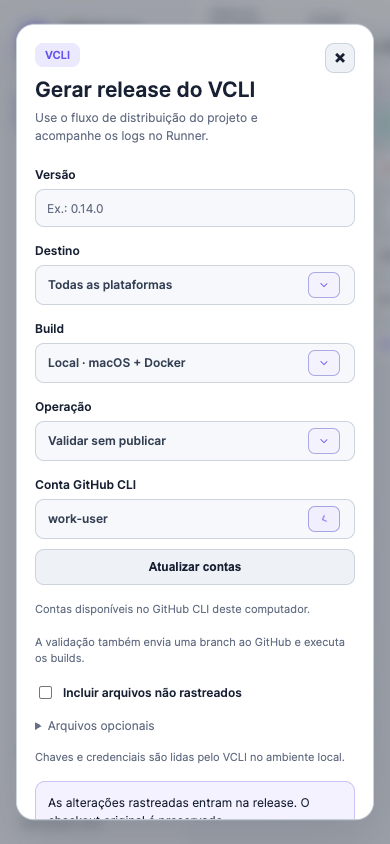 VCLI
Gerar release do VCLI
Use o fluxo de distribuição do projeto e
acompanhe os logs no Runner.
Versão
Ex.: 0.14.0
Destino
Todas as plataformas
Build
Local · macOS + Docker
Operação
Validar sem publicar
Conta GitHub CLI
work-user
Atualizar contas
Contas disponíveis no GitHub CLI deste computador.
A validação também envia uma branch ao GitHub e executa
os builds.
Incluir arquivos não rastreados
Arquivos opcionais
Chaves e credenciais são lidas pelo VCLI no ambiente local.
As alterações rastreadas entram na release. O